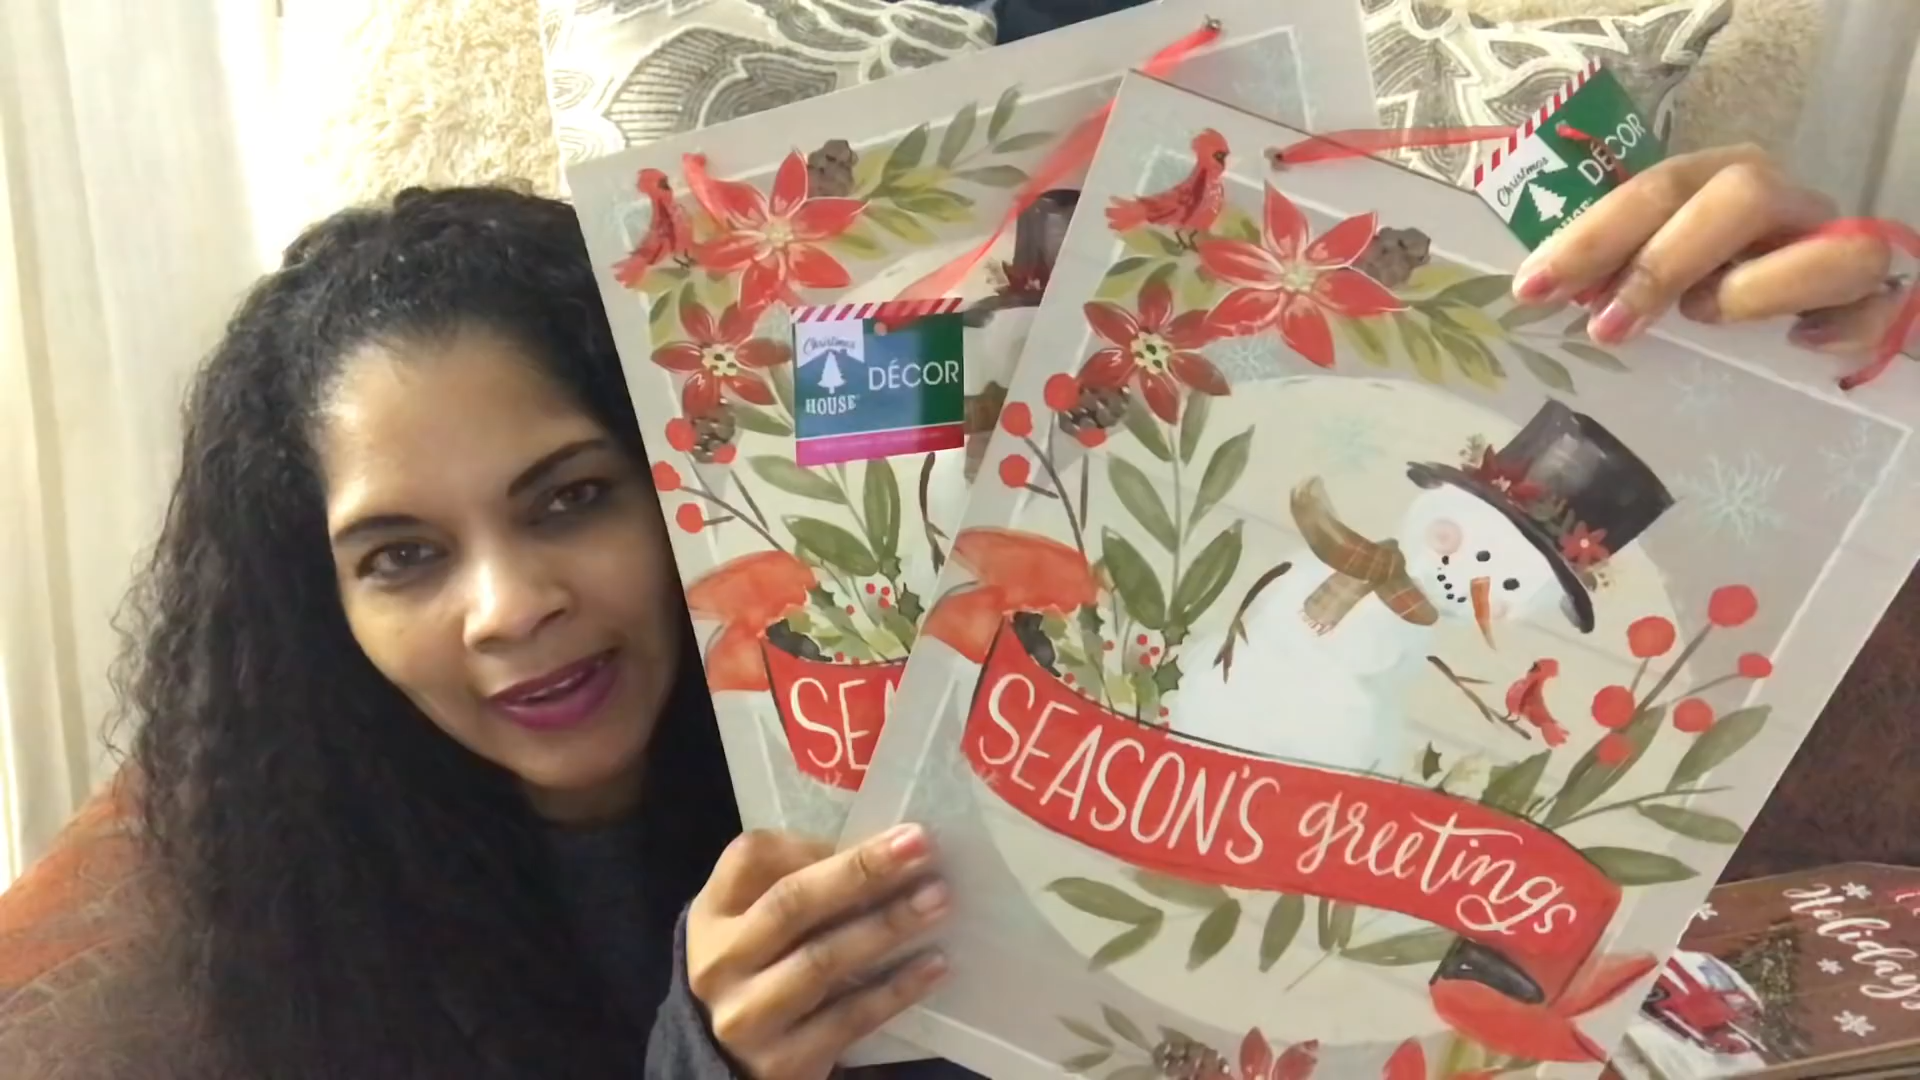 Christmas
HOUSE
DÉCOR
SEA
Christmas
DÉCOR
SEASON'S greetings
Holidays